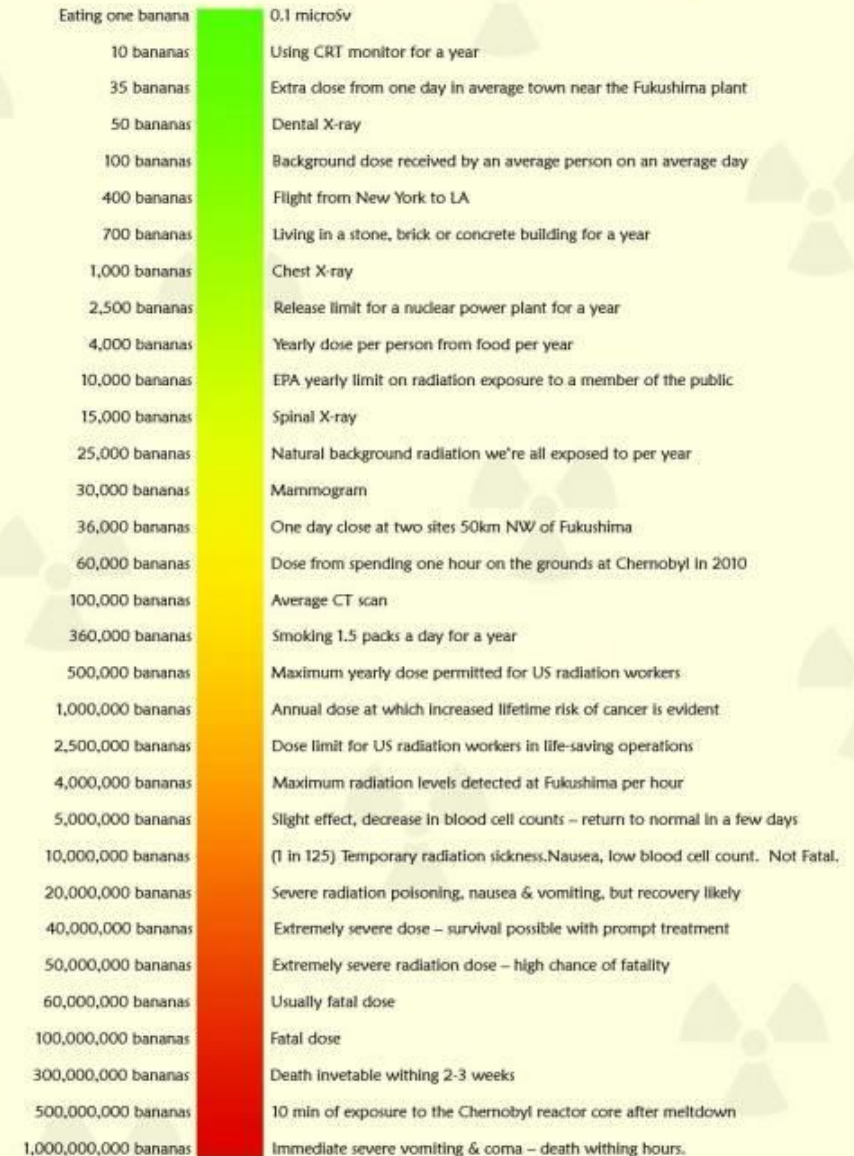 Eating one banana 0.1 microSv
10 bananas Using CRT monitor for a year
35 bananas Extra close from one day in average town near the Fukushima plant
50 bananas Dental X-ray
100 bananas Background dose received by an average person on an average day
400 bananas Flight from New York to LA
700 bananas Living in a stone, brick or concrete building for a year
1,000 bananas Chest X-ray
2,500 bananas Release limit for a nuclear power plant for a year
4,000 bananas Yearly dose per person from food per year
10,000 bananas EPA yearly limit on radiation exposure to a member of the public
15,000 bananas Spinal X-ray
25,000 bananas Natural background radiation we're all exposed to per year
30,000 bananas Mammogram
36,000 bananas One day close at two sites 50km NW of Fukushima
60,000 bananas Dose from spending one hour on the grounds at Chernobyl in 2010
100,000 bananas Average CT scan
360,000 bananas Smoking 1.5 packs a day for a year
500,000 bananas Maximum yearly dose permitted for US radiation workers
1,000,000 bananas Annual dose at which increased lifetime risk of cancer is evident
2,500,000 bananas Dose limit for US radiation workers in life-saving operations
4,000,000 bananas Maximum radiation levels detected at Fukushima per hour
5,000,000 bananas Slight effect, decrease in blood cell counts – return to normal in a few days
10,000,000 bananas (1 in 125) Temporary radiation sickness.Nausea, low blood cell count. Not Fatal.
20,000,000 bananas Severe radiation poisoning, nausea & vomiting, but recovery likely
40,000,000 bananas Extremely severe dose – survival possible with prompt treatment
50,000,000 bananas Extremely severe radiation dose – high chance of fatality
60,000,000 bananas Usually fatal dose
100,000,000 bananas Fatal dose
300,000,000 bananas Death invetable withing 2-3 weeks
500,000,000 bananas 10 min of exposure to the Chernobyl reactor core after meltdown
1,000,000,000 bananas Immediate severe vomiting & coma – death withing hours.